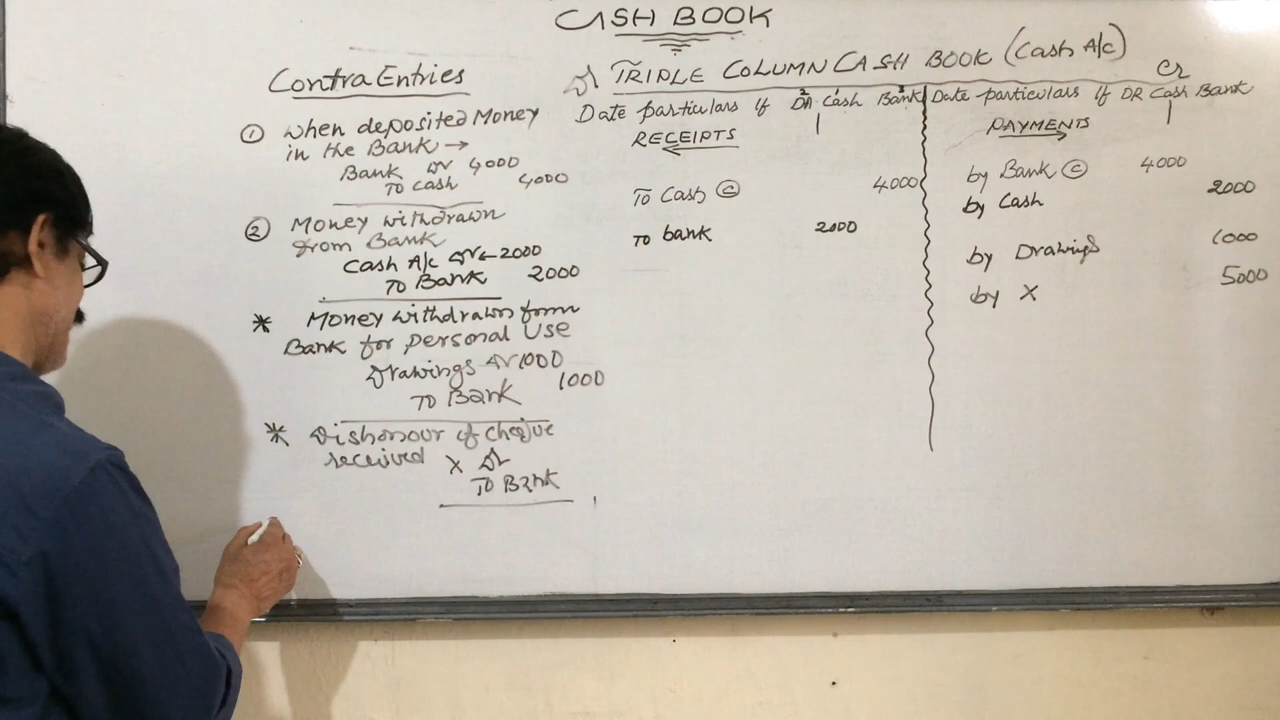 CASH BOOK
Contra Entries
① When deposited Money
in the Bank →
Bank Dr 4000
To Cash 4000
② Money withdrawn
from Bank
Cash A/c Dr ← 2000
To Bank 2000
* Money withdrawn form
Bank for personal Use
Drawings Dr 1000
To Bank 1000
* Dishonour of Cheque
received X Dr
To Bank
Dr TRIPLE COLUMN CASH BOOK (Cash A/c) Cr
2 1 3
Date particulars lf DA Cash Bank Date particulars lf DR Cash Bank
RECEIPTS
To Cash © 4000
To bank 2000
PAYMENTS
by Bank © 4000
by Cash 2000
by Drawings 1000
by X 5000